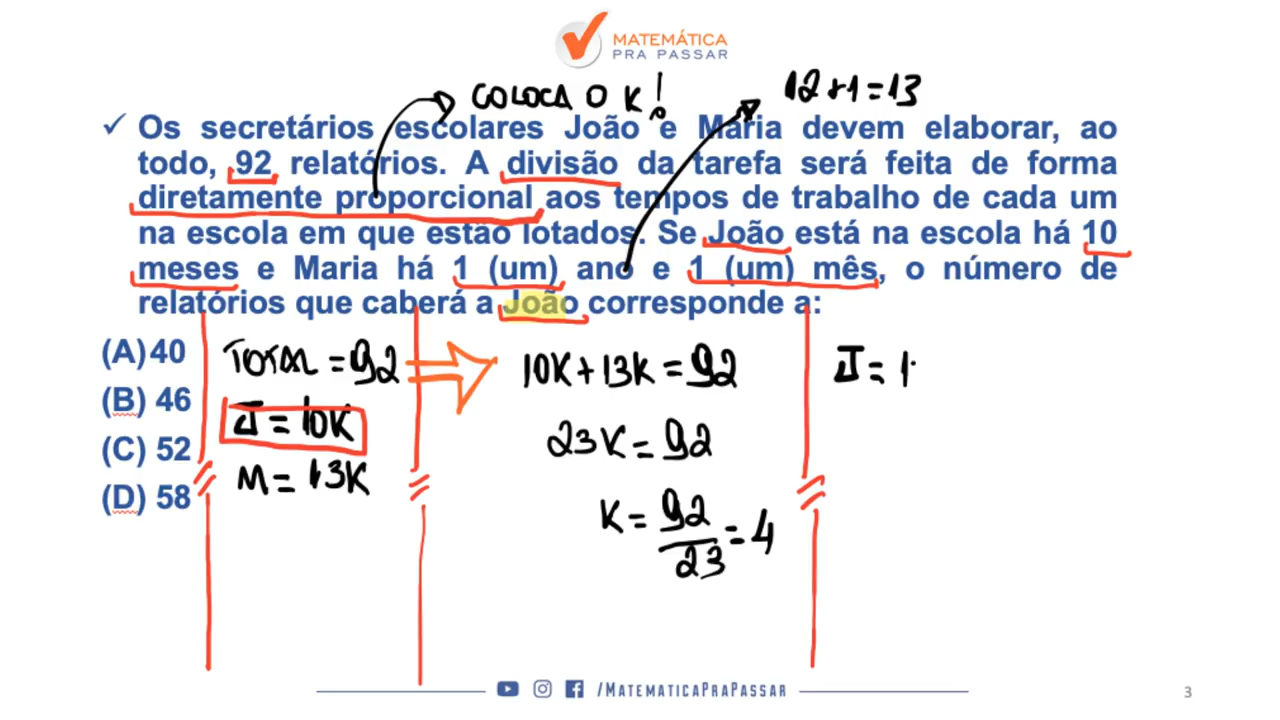 MATEMÁTICA
PRA PASSAR
COLOCA O K!
12+1=13
✓ Os secretários escolares João e Maria devem elaborar, ao
todo, 92 relatórios. A divisão da tarefa será feita de forma
diretamente proporcional aos tempos de trabalho de cada um
na escola em que estão lotados. Se João está na escola há 10
meses e Maria há 1 (um) ano e 1 (um) mês, o número de
relatórios que caberá a João corresponde a:
(A) 40
(B) 46
(C) 52
(D) 58
TOTAL = 92
J = 10K
M = 13K
10K + 13K = 92
23K = 92
K = 92/23 = 4
J = 1
/MATEMATICAPRAPASSAR
3